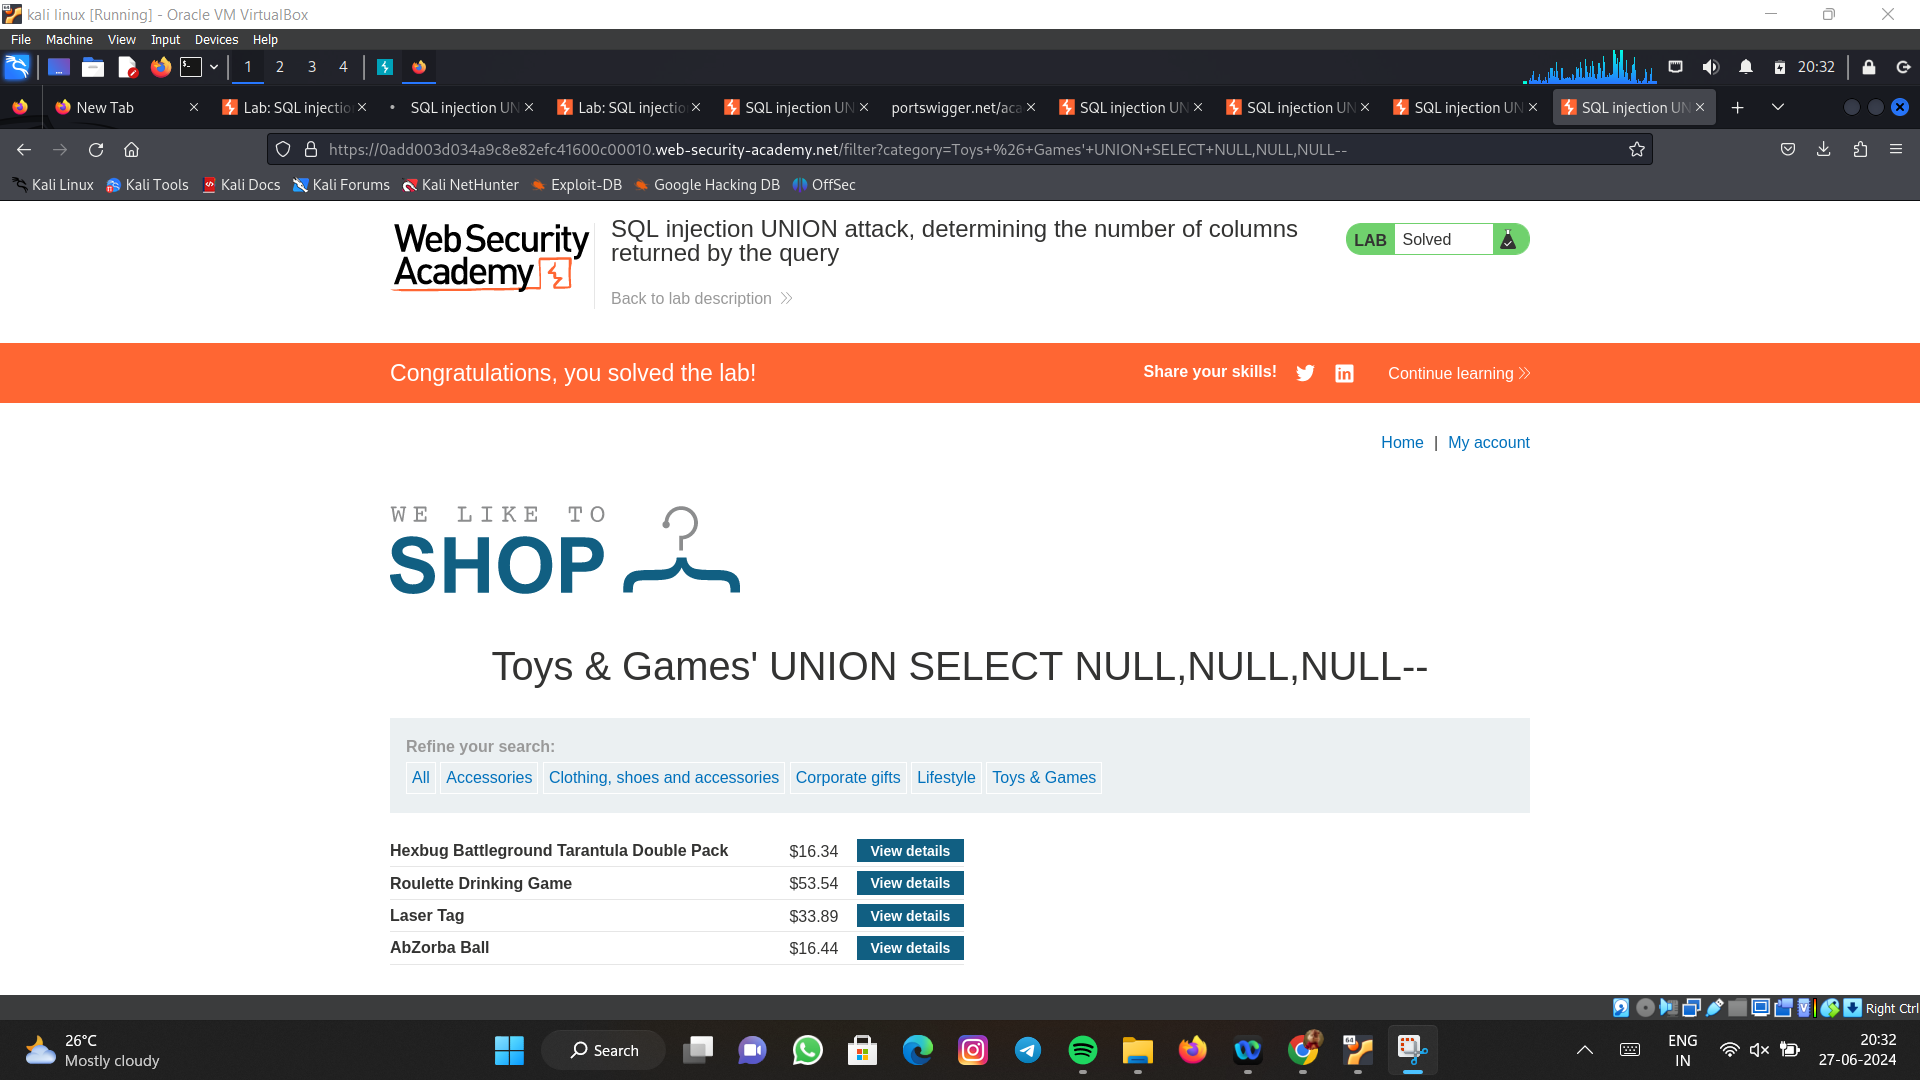 kali linux [Running] - Oracle VM VirtualBox
File Machine View Input Devices Help
1 2 3 4 20:32
New Tab Lab: SQL injectio SQL injection UN Lab: SQL injectio SQL injection UN portswigger.net/aca SQL injection UN SQL injection UN SQL injection UN SQL injection UN
https://0add003d034a9c8e82efc41600c00010.web-security-academy.net/filter?category=Toys+%26+Games'+UNION+SELECT+NULL,NULL,NULL--
Kali Linux Kali Tools Kali Docs Kali Forums Kali NetHunter Exploit-DB Google Hacking DB OffSec
Web Security
Academy
SQL injection UNION attack, determining the number of columns
returned by the query
Back to lab description
LAB Solved
Congratulations, you solved the lab!
Share your skills!
Continue learning
Home | My account
WE LIKE TO
SHOP
Toys & Games' UNION SELECT NULL,NULL,NULL--
Refine your search:
All Accessories Clothing, shoes and accessories Corporate gifts Lifestyle Toys & Games
Hexbug Battleground Tarantula Double Pack $16.34 View details
Roulette Drinking Game $53.54 View details
Laser Tag $33.89 View details
AbZorba Ball $16.44 View details
Right Ctrl
26°C
Mostly cloudy
Search
ENG
IN
20:32
27-06-2024